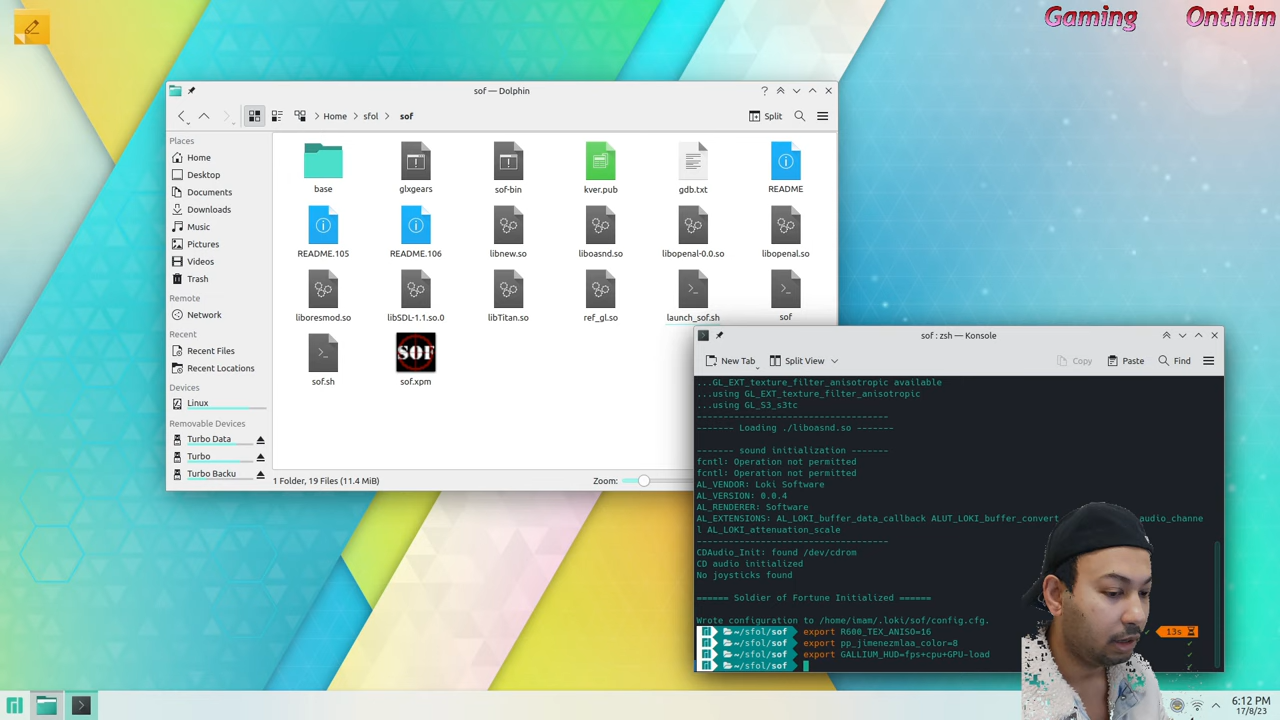 Gaming Onthim
sof — Dolphin
Home sfol sof
Split
Places
Home
Desktop
Documents
Downloads
Music
Pictures
Videos
Trash
Remote
Network
Recent
Recent Files
Recent Locations
Devices
Linux
Removable Devices
Turbo Data
Turbo
Turbo Backu
base glxgears sof-bin kver.pub gdb.txt README
README.105 README.106 libnew.so liboasnd.so libopenal-0.0.so libopenal.so
liboresmod.so libSDL-1.1.so.0 libTitan.so ref_gl.so launch_sof.sh sof
SOF
sof.sh sof.xpm
1 Folder, 19 Files (11.4 MiB)
Zoom:
sof : zsh — Konsole
New Tab Split View Copy Paste Find
...GL_EXT_texture_filter_anisotropic available
...using GL_EXT_texture_filter_anisotropic
...using GL_S3_s3tc
-----------------------------------
------- Loading ./liboasnd.so -------
------- sound initialization -------
fcntl: Operation not permitted
fcntl: Operation not permitted
AL_VENDOR: Loki Software
AL_VERSION: 0.0.4
AL_RENDERER: Software
AL_EXTENSIONS: AL_LOKI_buffer_data_callback ALUT_LOKI_buffer_convert audio_channe
l AL_LOKI_attenuation_scale
-----------------------------------
CDAudio_Init: found /dev/cdrom
CD audio initialized
No joysticks found
====== Soldier of Fortune Initialized ======
Wrote configuration to /home/imam/.loki/sof/config.cfg.
~/sfol/sof export R600_TEX_ANISO=16 13s
~/sfol/sof export pp_jimenezmlaa_color=8
~/sfol/sof export GALLIUM_HUD=fps+cpu+GPU-load
~/sfol/sof
6:12 PM
17/8/23